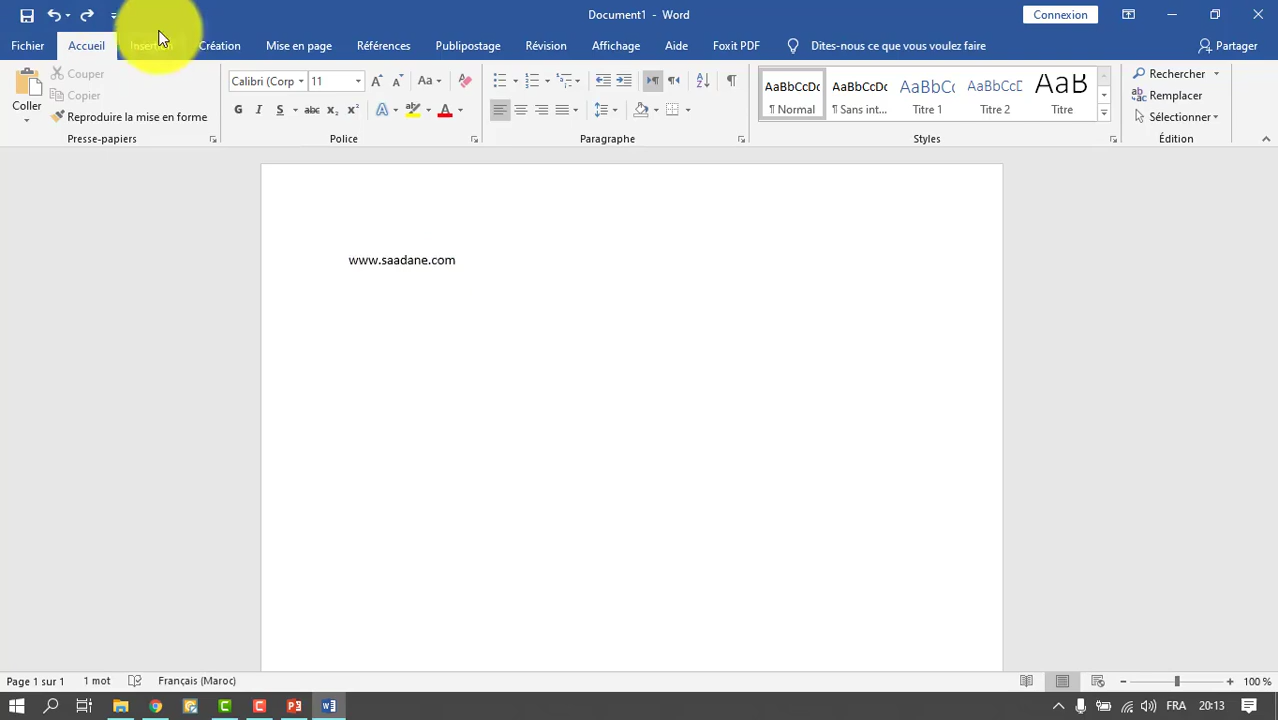 Document1 - Word
Connexion
Fichier Accueil Insertion Création Mise en page Références Publipostage Révision Affichage Aide Foxit PDF Dites-nous ce que vous voulez faire Partager
Coller
Couper
Copier
Reproduire la mise en forme
Presse-papiers
Calibri (Corp 11
Aa
G I S abc x₂ x²
A A
Police
Paragraphe
AaBbCcDc AaBbCcDc AaBbCc AaBbCcD AaB
¶ Normal ¶ Sans int... Titre 1 Titre 2 Titre
Styles
Rechercher
Remplacer
Sélectionner
Édition
www.saadane.com
Page 1 sur 1 1 mot Français (Maroc) 100 %
FRA 20:13